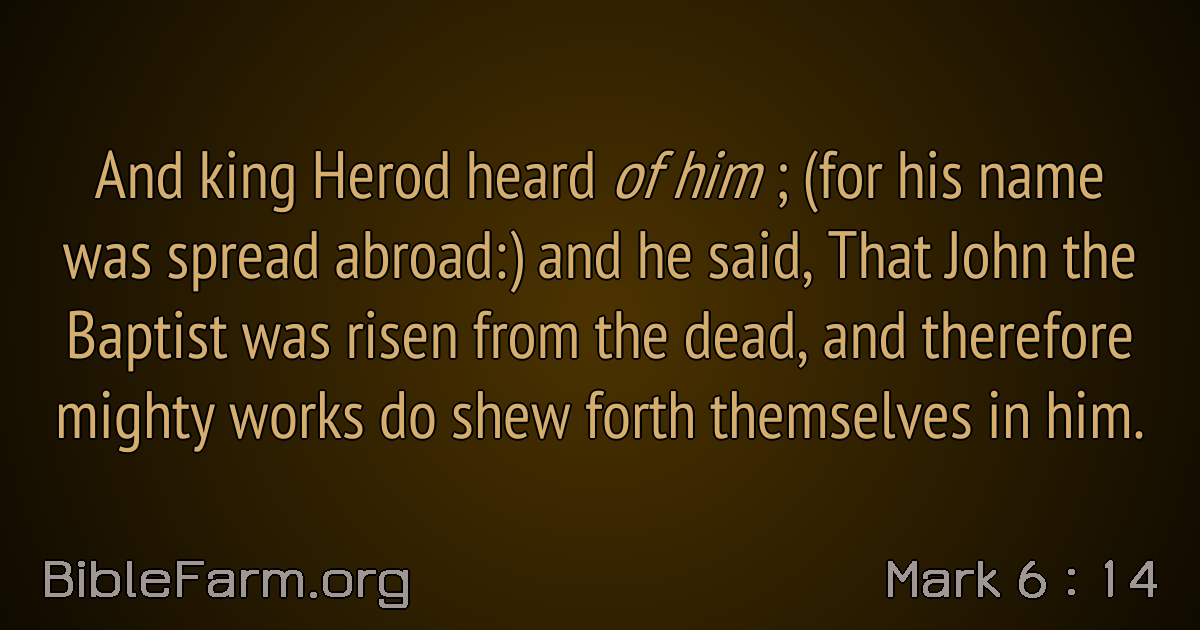 And king Herod heard of him ; (for his name
was spread abroad:) and he said, That John the
Baptist was risen from the dead, and therefore
mighty works do shew forth themselves in him.
BibleFarm.org
Mark 6 : 14